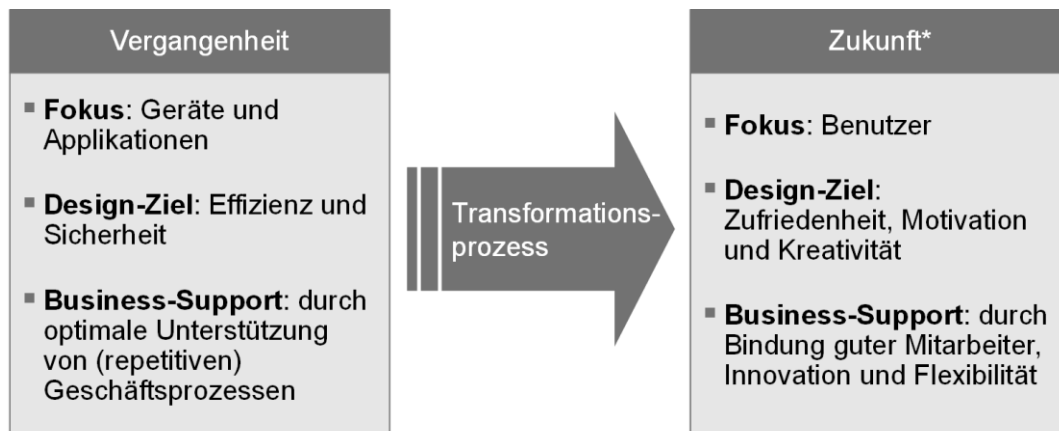 Vergangenheit
▪ Fokus: Geräte und
Applikationen
▪ Design-Ziel: Effizienz und
Sicherheit
▪ Business-Support: durch
optimale Unterstützung
von (repetitiven)
Geschäftsprozessen
Transformations-
prozess
Zukunft*
▪ Fokus: Benutzer
▪ Design-Ziel:
Zufriedenheit, Motivation
und Kreativität
▪ Business-Support: durch
Bindung guter Mitarbeiter,
Innovation und Flexibilität